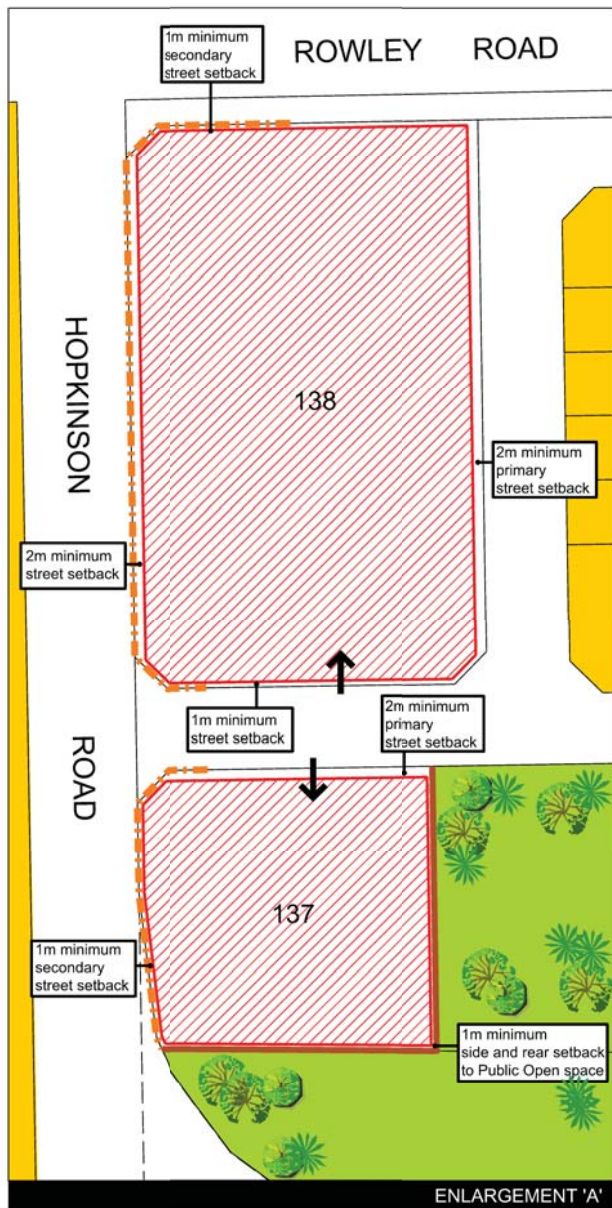 1m minimum
secondary
street setback
ROWLEY ROAD
HOPKINSON
138
2m minimum
primary
street setback
2m minimum
street setback
1m minimum
street setback
2m minimum
primary
street setback
ROAD
137
1m minimum
secondary
street setback
1m minimum
side and rear setback
to Public Open space
ENLARGEMENT 'A'